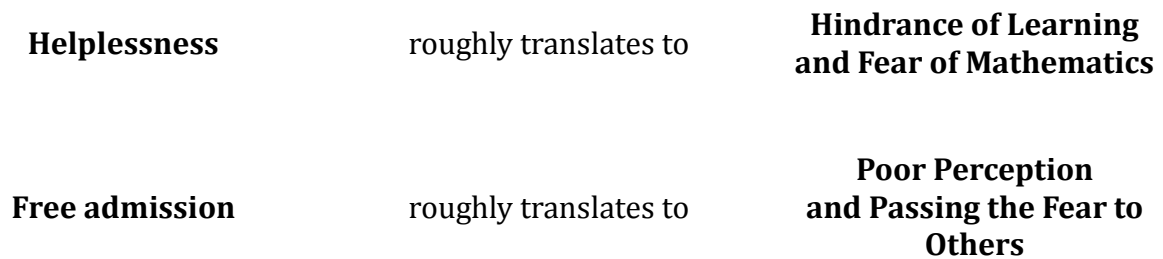 Helplessness
roughly translates to
Hindrance of Learning
and Fear of Mathematics
Free admission
roughly translates to
Poor Perception
and Passing the Fear to
Others